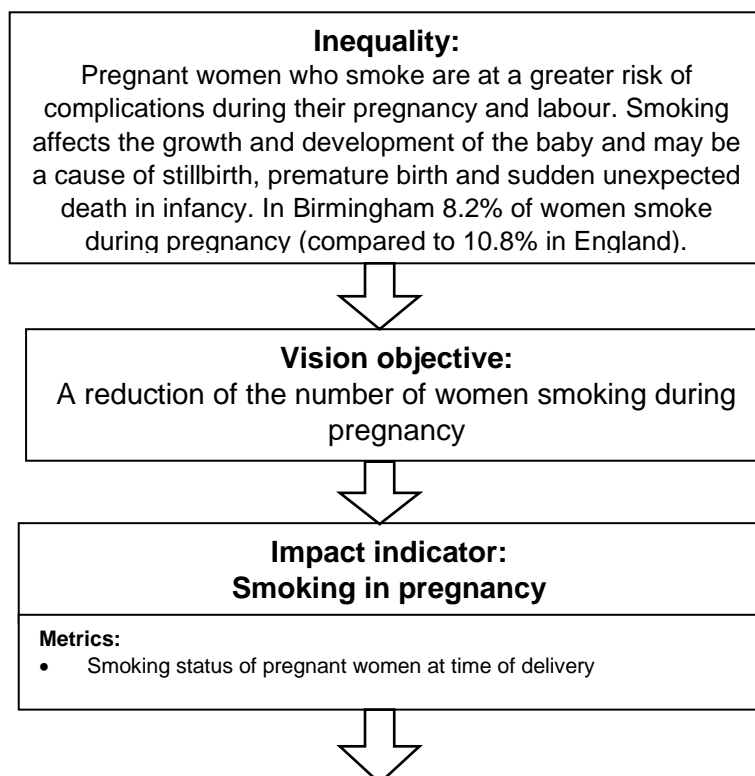 Inequality:
Pregnant women who smoke are at a greater risk of
complications during their pregnancy and labour. Smoking
affects the growth and development of the baby and may be
a cause of stillbirth, premature birth and sudden unexpected
death in infancy. In Birmingham 8.2% of women smoke
during pregnancy (compared to 10.8% in England).
Vision objective:
A reduction of the number of women smoking during
pregnancy
Impact indicator:
Smoking in pregnancy
Metrics:
• Smoking status of pregnant women at time of delivery